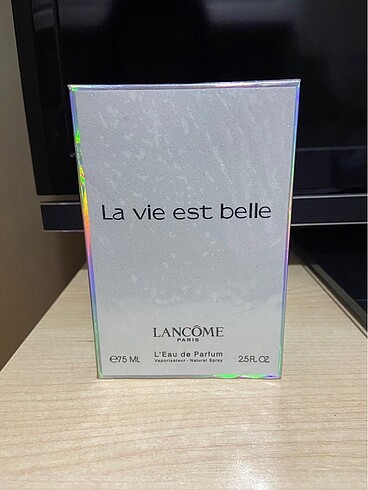 La vie est belle
LANCÔME
PARIS
L'Eau de Parfum
Vaporisateur - Natural Spray
℮75 ML
2.5 FL. OZ.